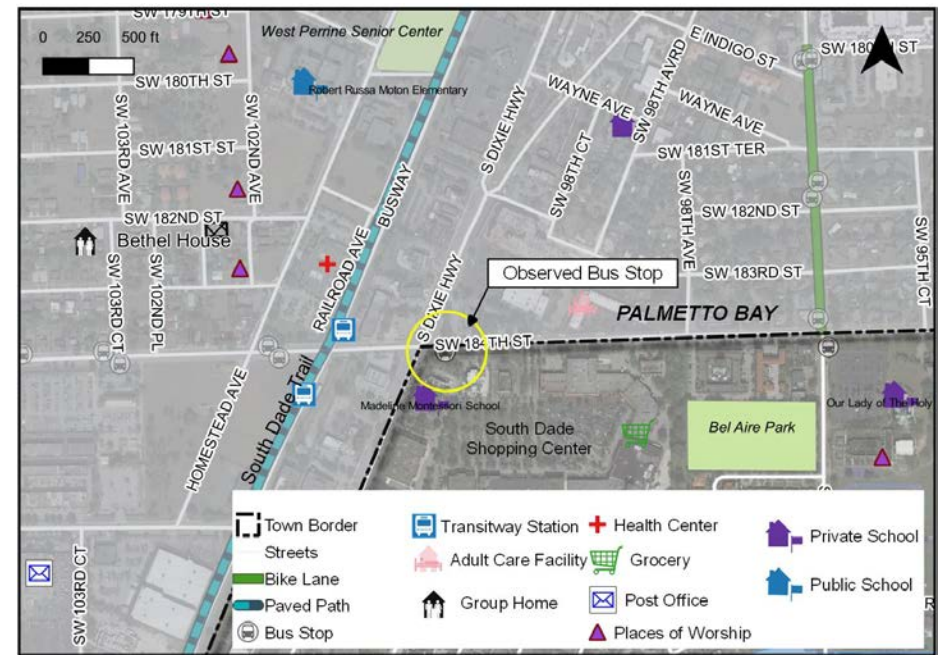 SW 179TH ST
West Perrine Senior Center
0 250 500 ft
SW 180TH ST
Robert Russa Moton Elementary
S DIXIE HWY
WAYNE AVE
SW 98TH AVRD
E INDIGO ST
SW 180TH ST
WAYNE AVE
SW 103RD AVE
SW 102ND AVE
SW 181ST ST
BUSWAY
SW 98TH CT
SW 181ST TER
SW 182ND ST
Bethel House
SW 98TH AVE
SW 182ND ST
SW 95TH CT
SW 103RD CT
SW 102ND PL
RAILROAD AVE
S DIXIE HWY
Observed Bus Stop
SW 183RD ST
PALMETTO BAY
SW 184TH ST
HOMESTEAD AVE
South Dade Trail
Madeline Montessori School
South Dade
Shopping Center
Bel Aire Park
Our Lady of The Holy
SW 103RD CT
Town Border
Streets
Bike Lane
Paved Path
Bus Stop
Transitway Station
Adult Care Facility
Group Home
Health Center
Grocery
Post Office
Places of Worship
Private School
Public School